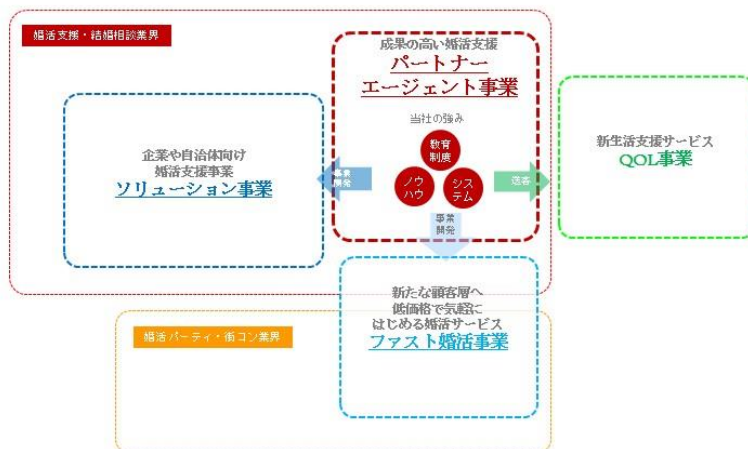 婚活支援・結婚相談業界
成果の高い婚活支援
パートナー
エージェント事業
当社の強み
教育
制度
ノウ
ハウ
シス
テム
企業や自治体向け
婚活支援事業
ソリューション事業
事業
開発
送客
新生活支援サービス
QOL事業
事業
開発
新たな顧客層へ
低価格で気軽に
はじめる婚活サービス
ファスト婚活事業
婚活パーティ・街コン業界